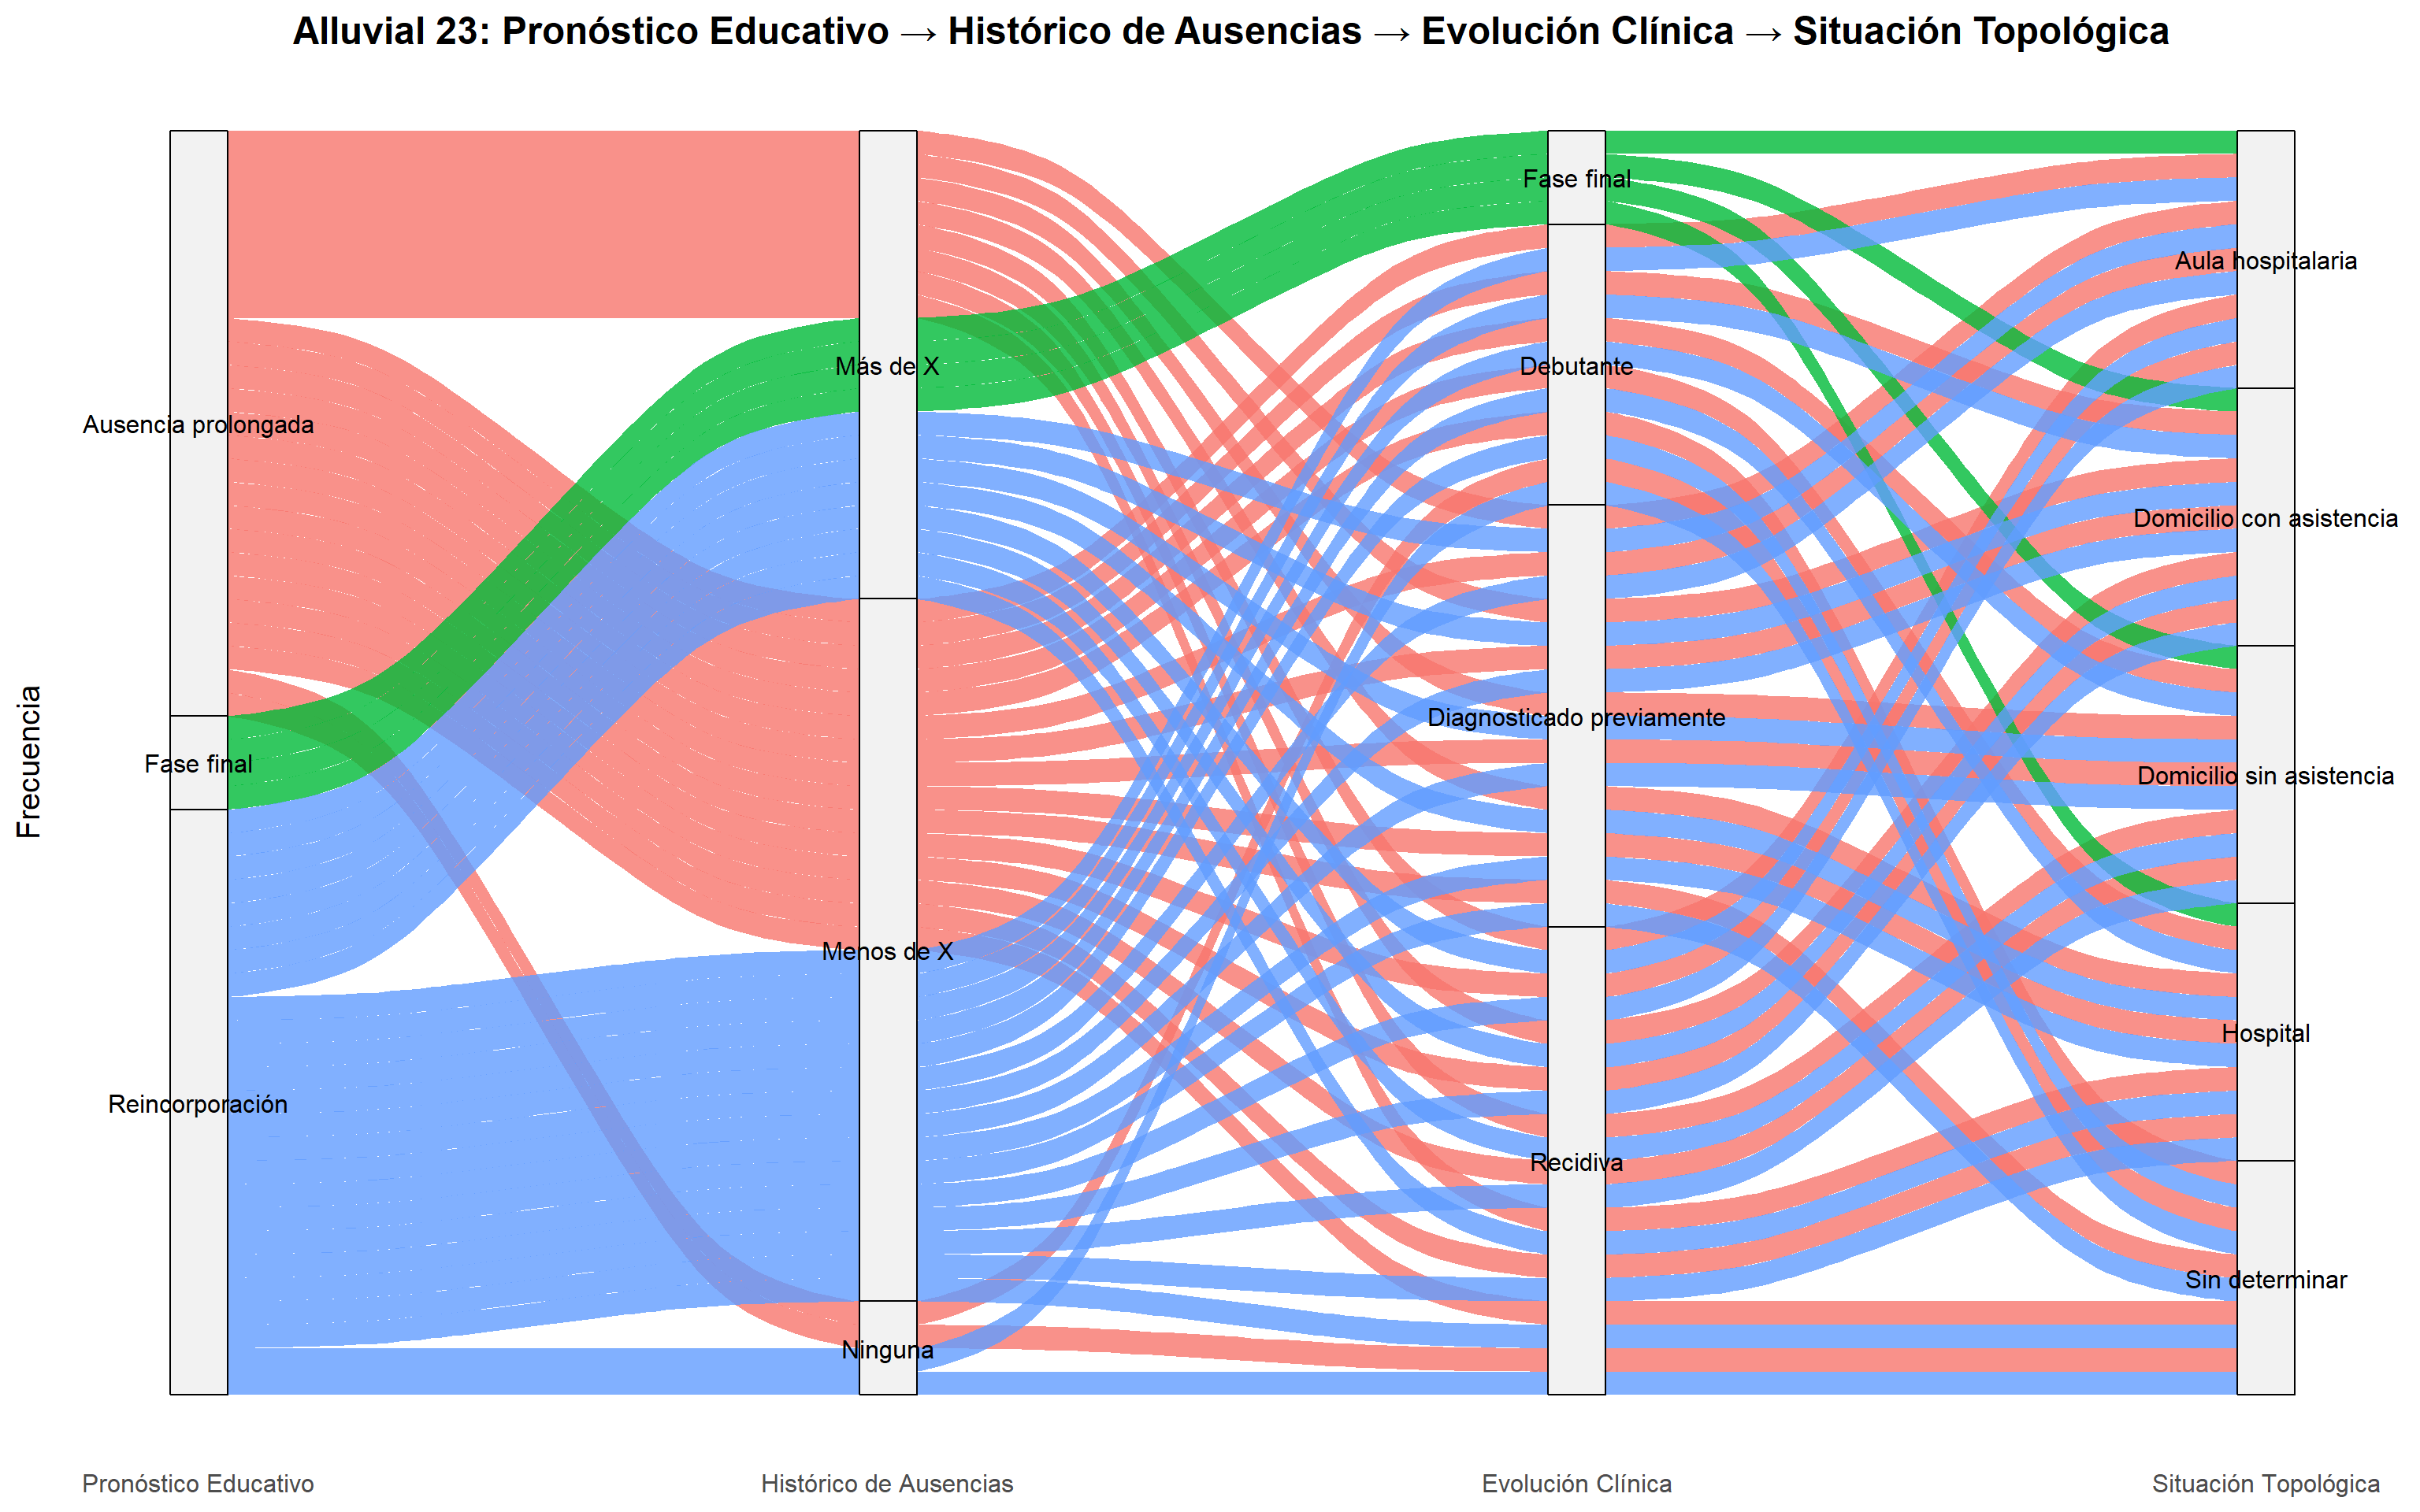 Alluvial 23: Pronóstico Educativo → Histórico de Ausencias → Evolución Clínica → Situación Topológica
Frecuencia
Ausencia prolongada
Fase final
Reincorporación
Más de X
Menos de X
Ninguna
Fase final
Debutante
Diagnosticado previamente
Recidiva
Aula hospitalaria
Domicilio con asistencia
Domicilio sin asistencia
Hospital
Sin determinar
Pronóstico Educativo
Histórico de Ausencias
Evolución Clínica
Situación Topológica